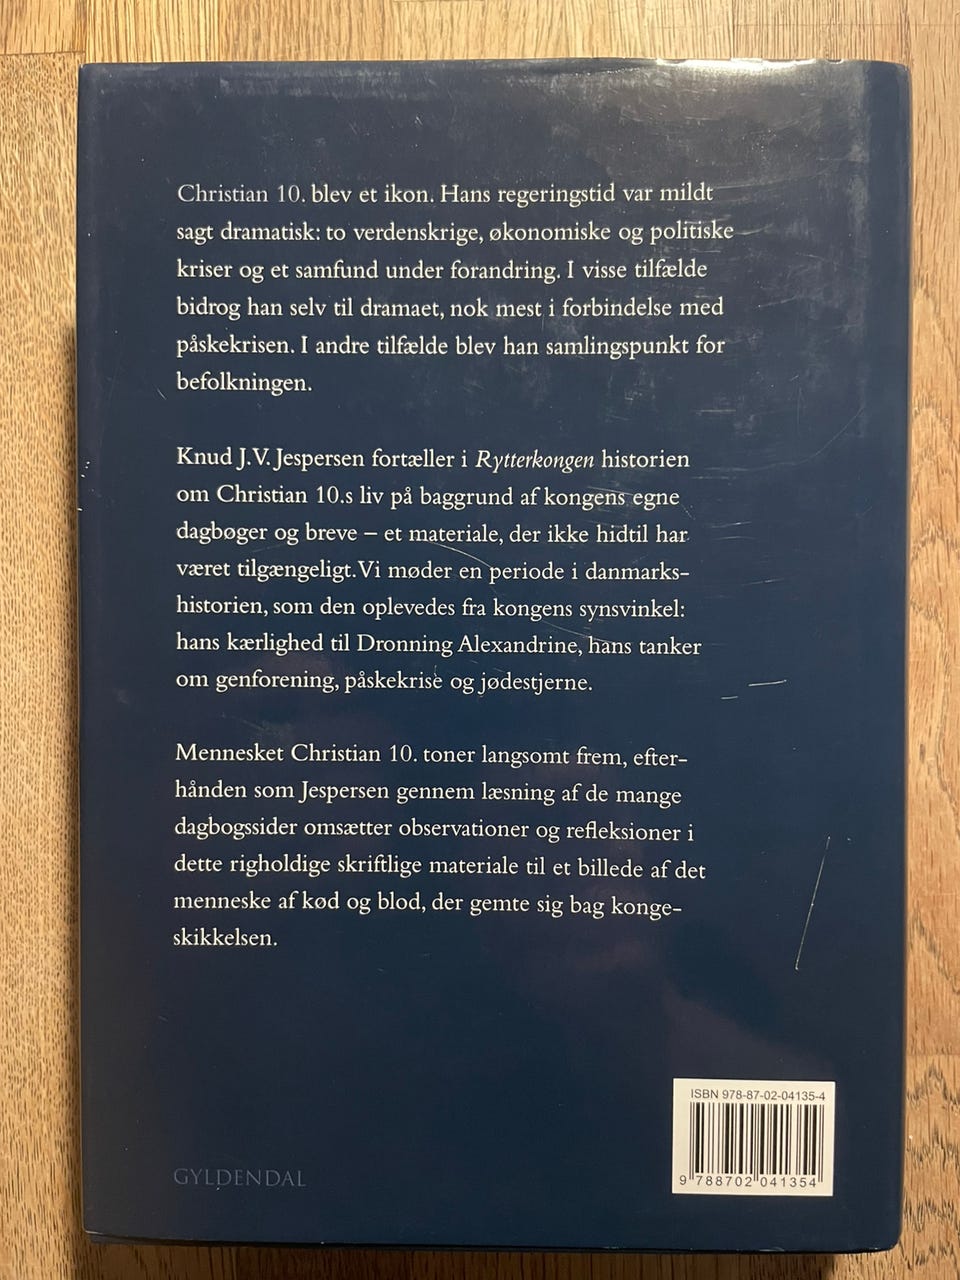 Christian 10. blev et ikon. Hans regeringstid var mildt
sagt dramatisk: to verdenskrige, økonomiske og politiske
kriser og et samfund under forandring. I visse tilfælde
bidrog han selv til dramaet, nok mest i forbindelse med
påskekrisen. I andre tilfælde blev han samlingspunkt for
befolkningen.
Knud J.V. Jespersen fortæller i Rytterkongen historien
om Christian 10.s liv på baggrund af kongens egne
dagbøger og breve – et materiale, der ikke hidtil har
været tilgængeligt. Vi møder en periode i danmarks-
historien, som den oplevedes fra kongens synsvinkel:
hans kærlighed til Dronning Alexandrine, hans tanker
om genforening, påskekrise og jødestjerne.
Mennesket Christian 10. toner langsomt frem, efter-
hånden som Jespersen gennem læsning af de mange
dagbogssider omsætter observationer og refleksioner i
dette righoldige skriftlige materiale til et billede af det
menneske af kød og blod, der gemte sig bag konge-
skikkelsen.
ISBN 978-87-02-04135-4
9 788702 041354
GYLDENDAL